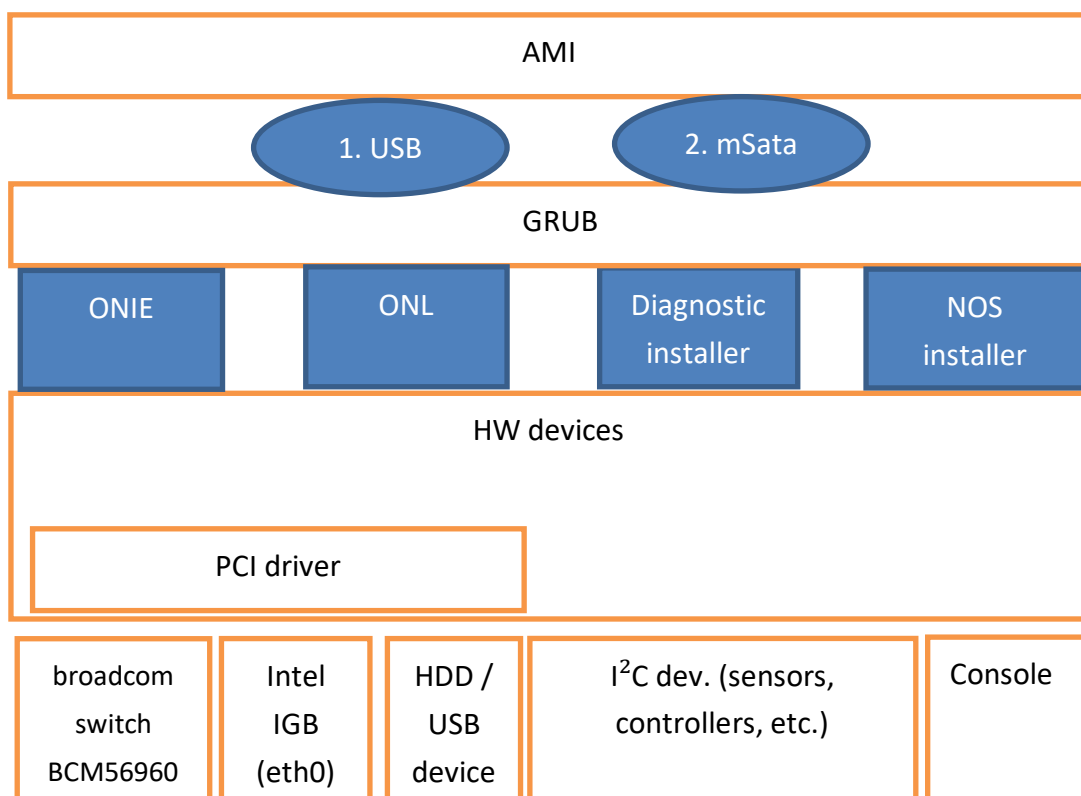 AMI
1. USB
2. mSata
GRUB
ONIE
ONL
Diagnostic
installer
NOS
installer
HW devices
PCI driver
broadcom
switch
BCM56960
Intel
IGB
(eth0)
HDD /
USB
device
I²C dev. (sensors,
controllers, etc.)
Console